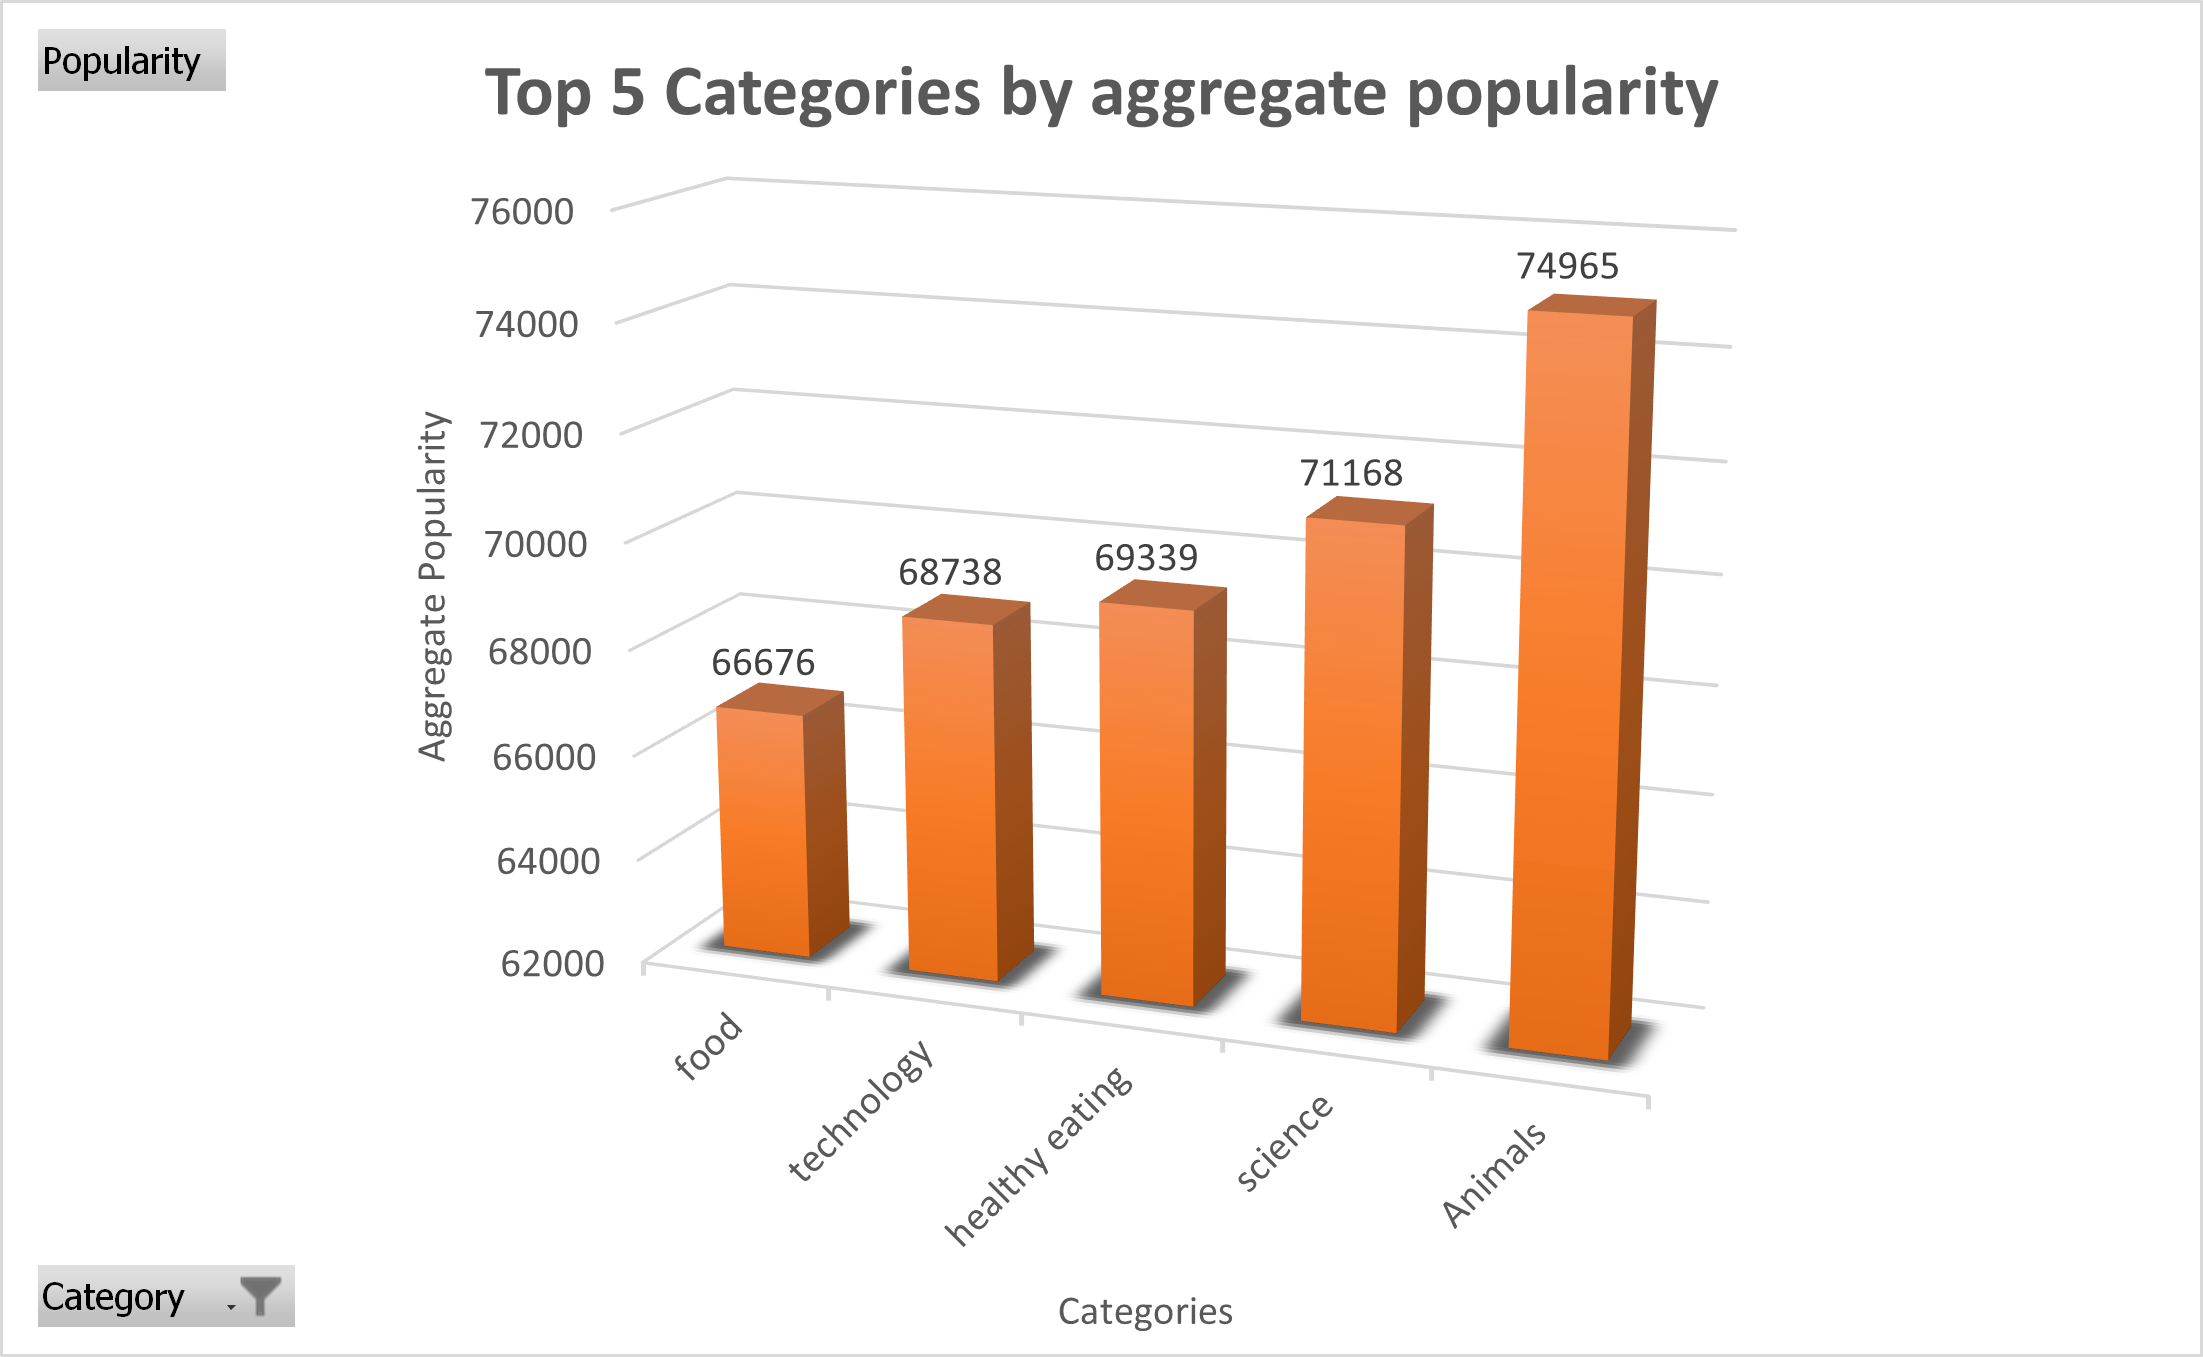 Popularity
Top 5 Categories by aggregate popularity
76000
74000
72000
70000
68000
66000
64000
62000
Aggregate Popularity
66676
68738
69339
71168
74965
food
technology
healthy eating
science
Animals
Categories
Category